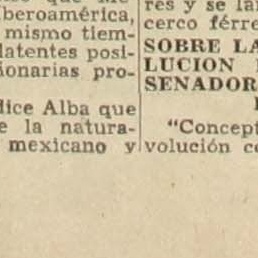 beroamérica,
mismo tiem-
latentes posi-
ionarias pro-
dice Alba que
e la natura-
mexicano y
res y se la
cerco férre
SOBRE LA
LUCION
SENADOR
"Concept
volución c